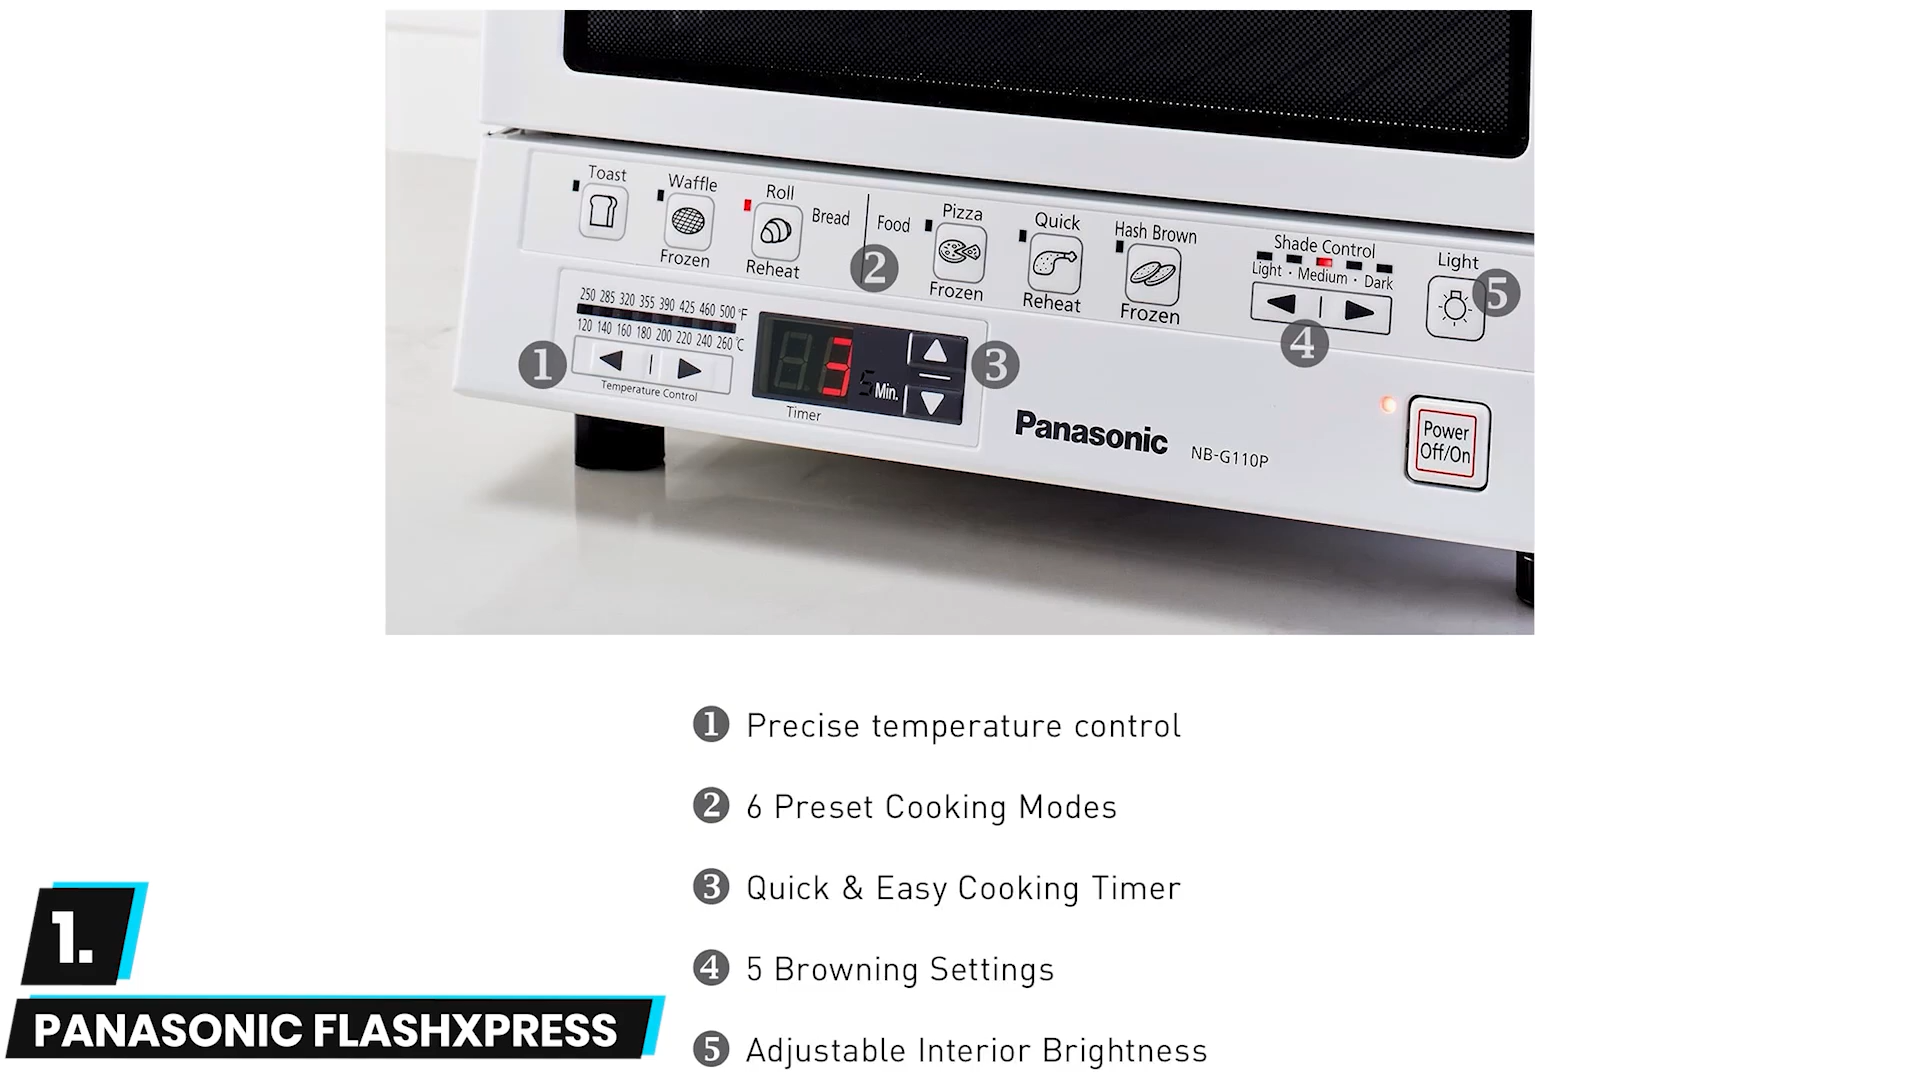 Toast
Waffle
Roll
Bread
Food
Pizza
Quick
Hash Brown
Shade Control
Light
Frozen
Reheat
2
Frozen
Reheat
Frozen
Light · Medium · Dark
5
4
250 285 320 355 390 425 460 500 °F
120 140 160 180 200 220 240 260 °C
1
Temperature Control
3
Min.
Timer
3
Panasonic
NB-G110P
Power
Off/On
1 Precise temperature control
2 6 Preset Cooking Modes
3 Quick & Easy Cooking Timer
4 5 Browning Settings
5 Adjustable Interior Brightness
1.
PANASONIC FLASHXPRESS